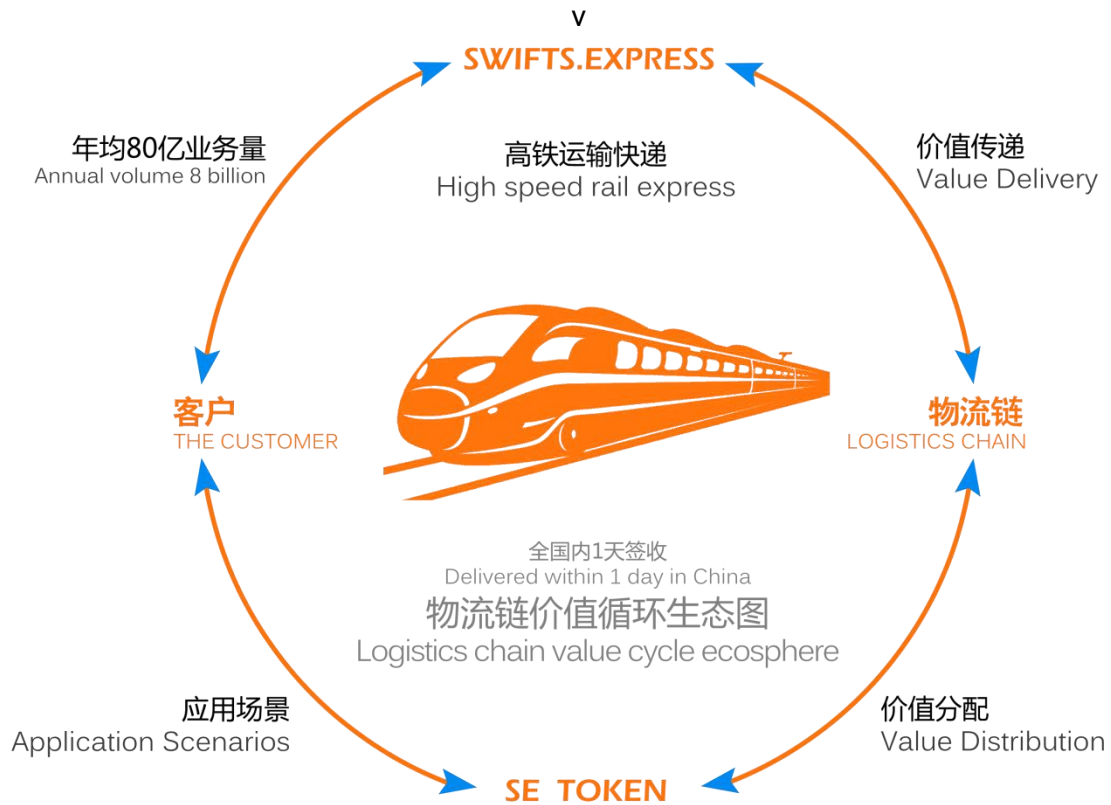 v
SWIFTS.EXPRESS
年均80亿业务量
Annual volume 8 billion
高铁运输快递
High speed rail express
价值传递
Value Delivery
客户
THE CUSTOMER
物流链
LOGISTICS CHAIN
全国内1天签收
Delivered within 1 day in China
物流链价值循环生态图
Logistics chain value cycle ecosphere
应用场景
Application Scenarios
价值分配
Value Distribution
SE TOKEN